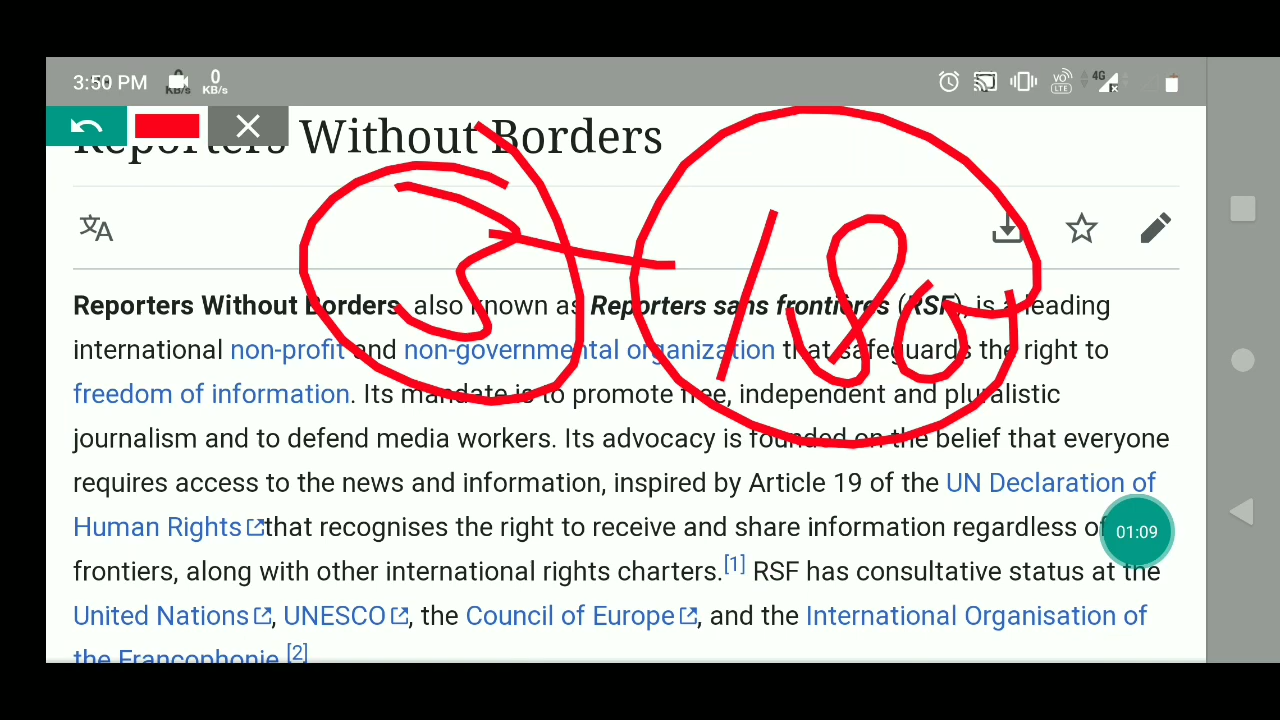 3:50 PM 0 KB/s 0 KB/s VO LTE 4G
Reporters Without Borders
3 180
Reporters Without Borders, also known as Reporters sans frontières (RSF), is a leading
international non-profit and non-governmental organization that safeguards the right to
freedom of information. Its mandate is to promote free, independent and pluralistic
journalism and to defend media workers. Its advocacy is founded on the belief that everyone
requires access to the news and information, inspired by Article 19 of the UN Declaration of
Human Rights that recognises the right to receive and share information regardless of
01:09
frontiers, along with other international rights charters.[1] RSF has consultative status at the
United Nations, UNESCO, the Council of Europe, and the International Organisation of
the Francophonie.[2]